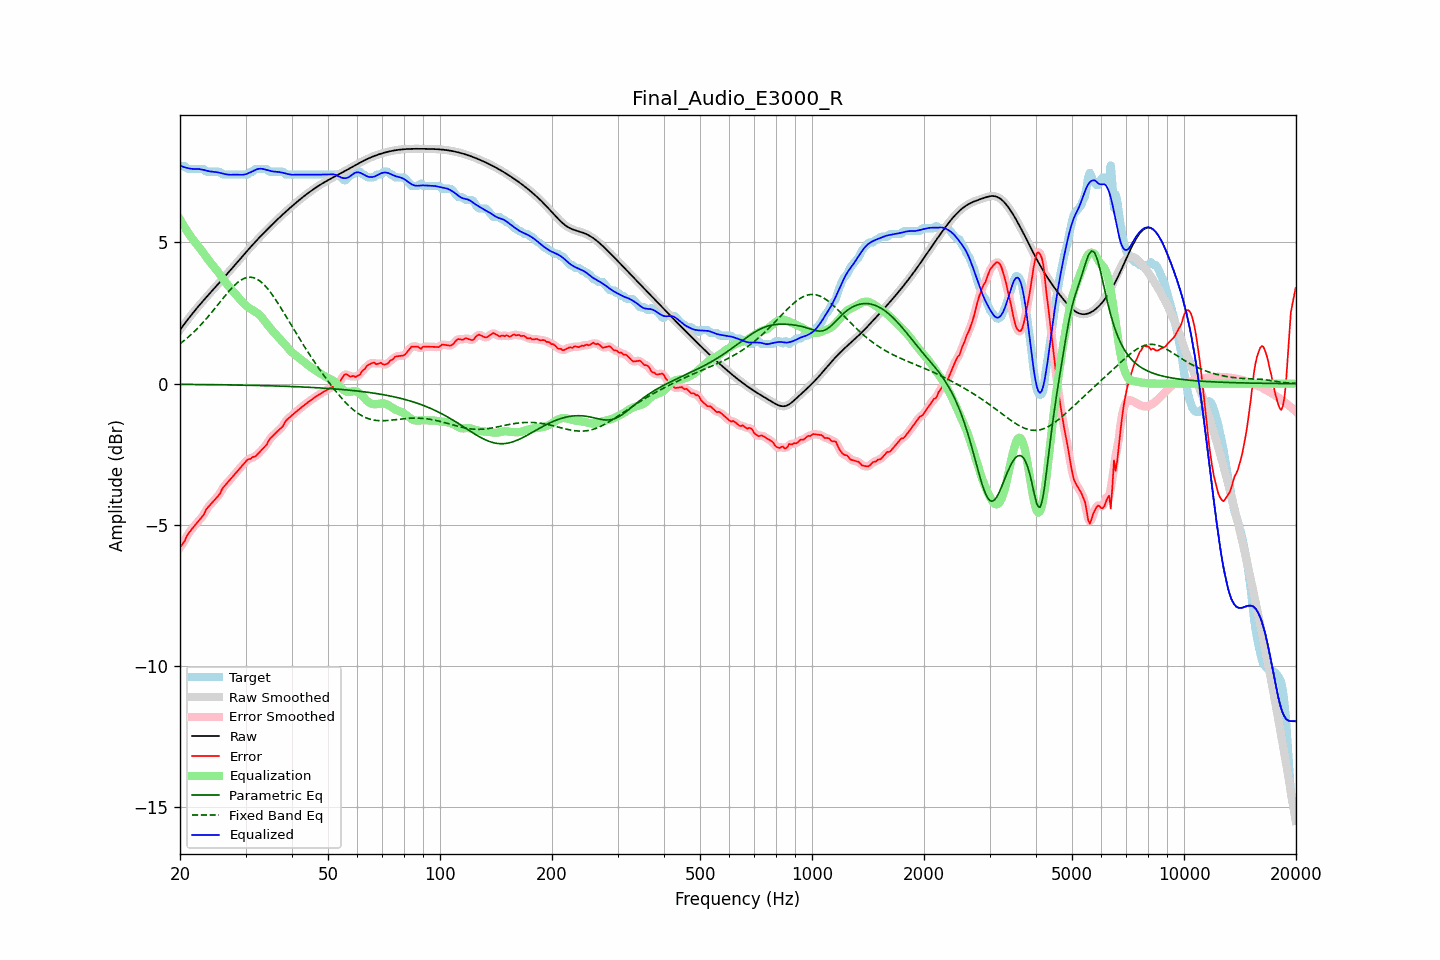 Final_Audio_E3000_R
Amplitude (dBr)
5
0
−5
−10
−15
Target
Raw Smoothed
Error Smoothed
Raw
Error
Equalization
Parametric Eq
Fixed Band Eq
Equalized
20 50 100 200 500 1000 2000 5000 10000 20000
Frequency (Hz)